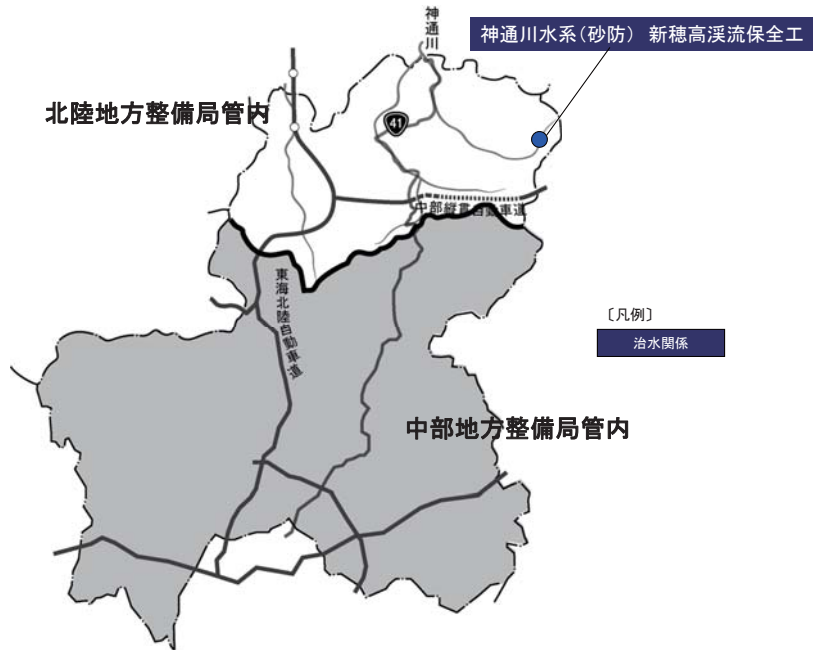 神通川
神通川水系(砂防) 新穂高渓流保全工
北陸地方整備局管内
41
中部縦貫自動車道
東海北陸自動車道
〔凡例〕
治水関係
中部地方整備局管内